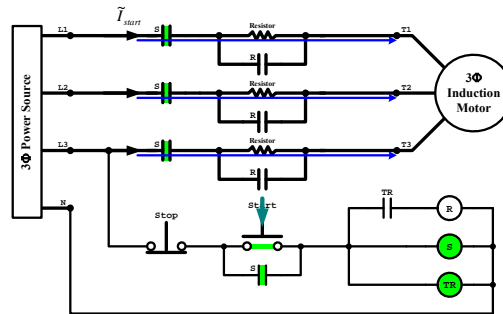 Ĩstart
L1
S
Resistor
T1
R
L2
S
Resistor
T2
R
L3
S
Resistor
T3
R
N
3Φ Power Source
3Φ
Induction
Motor
Start
Stop
S
TR
R
S
TR